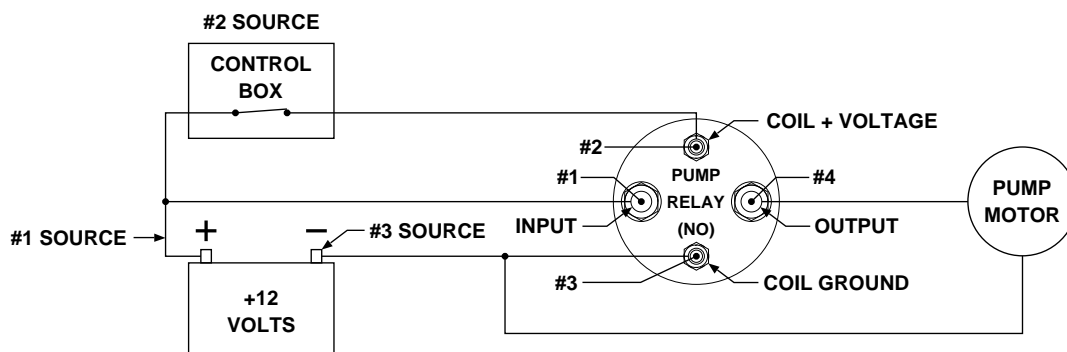 #2 SOURCE
CONTROL
BOX
COIL + VOLTAGE
#2
PUMP
#1
#4
RELAY
PUMP
MOTOR
INPUT
(NO)
OUTPUT
#1 SOURCE
+
−
#3 SOURCE
#3
COIL GROUND
+12
VOLTS